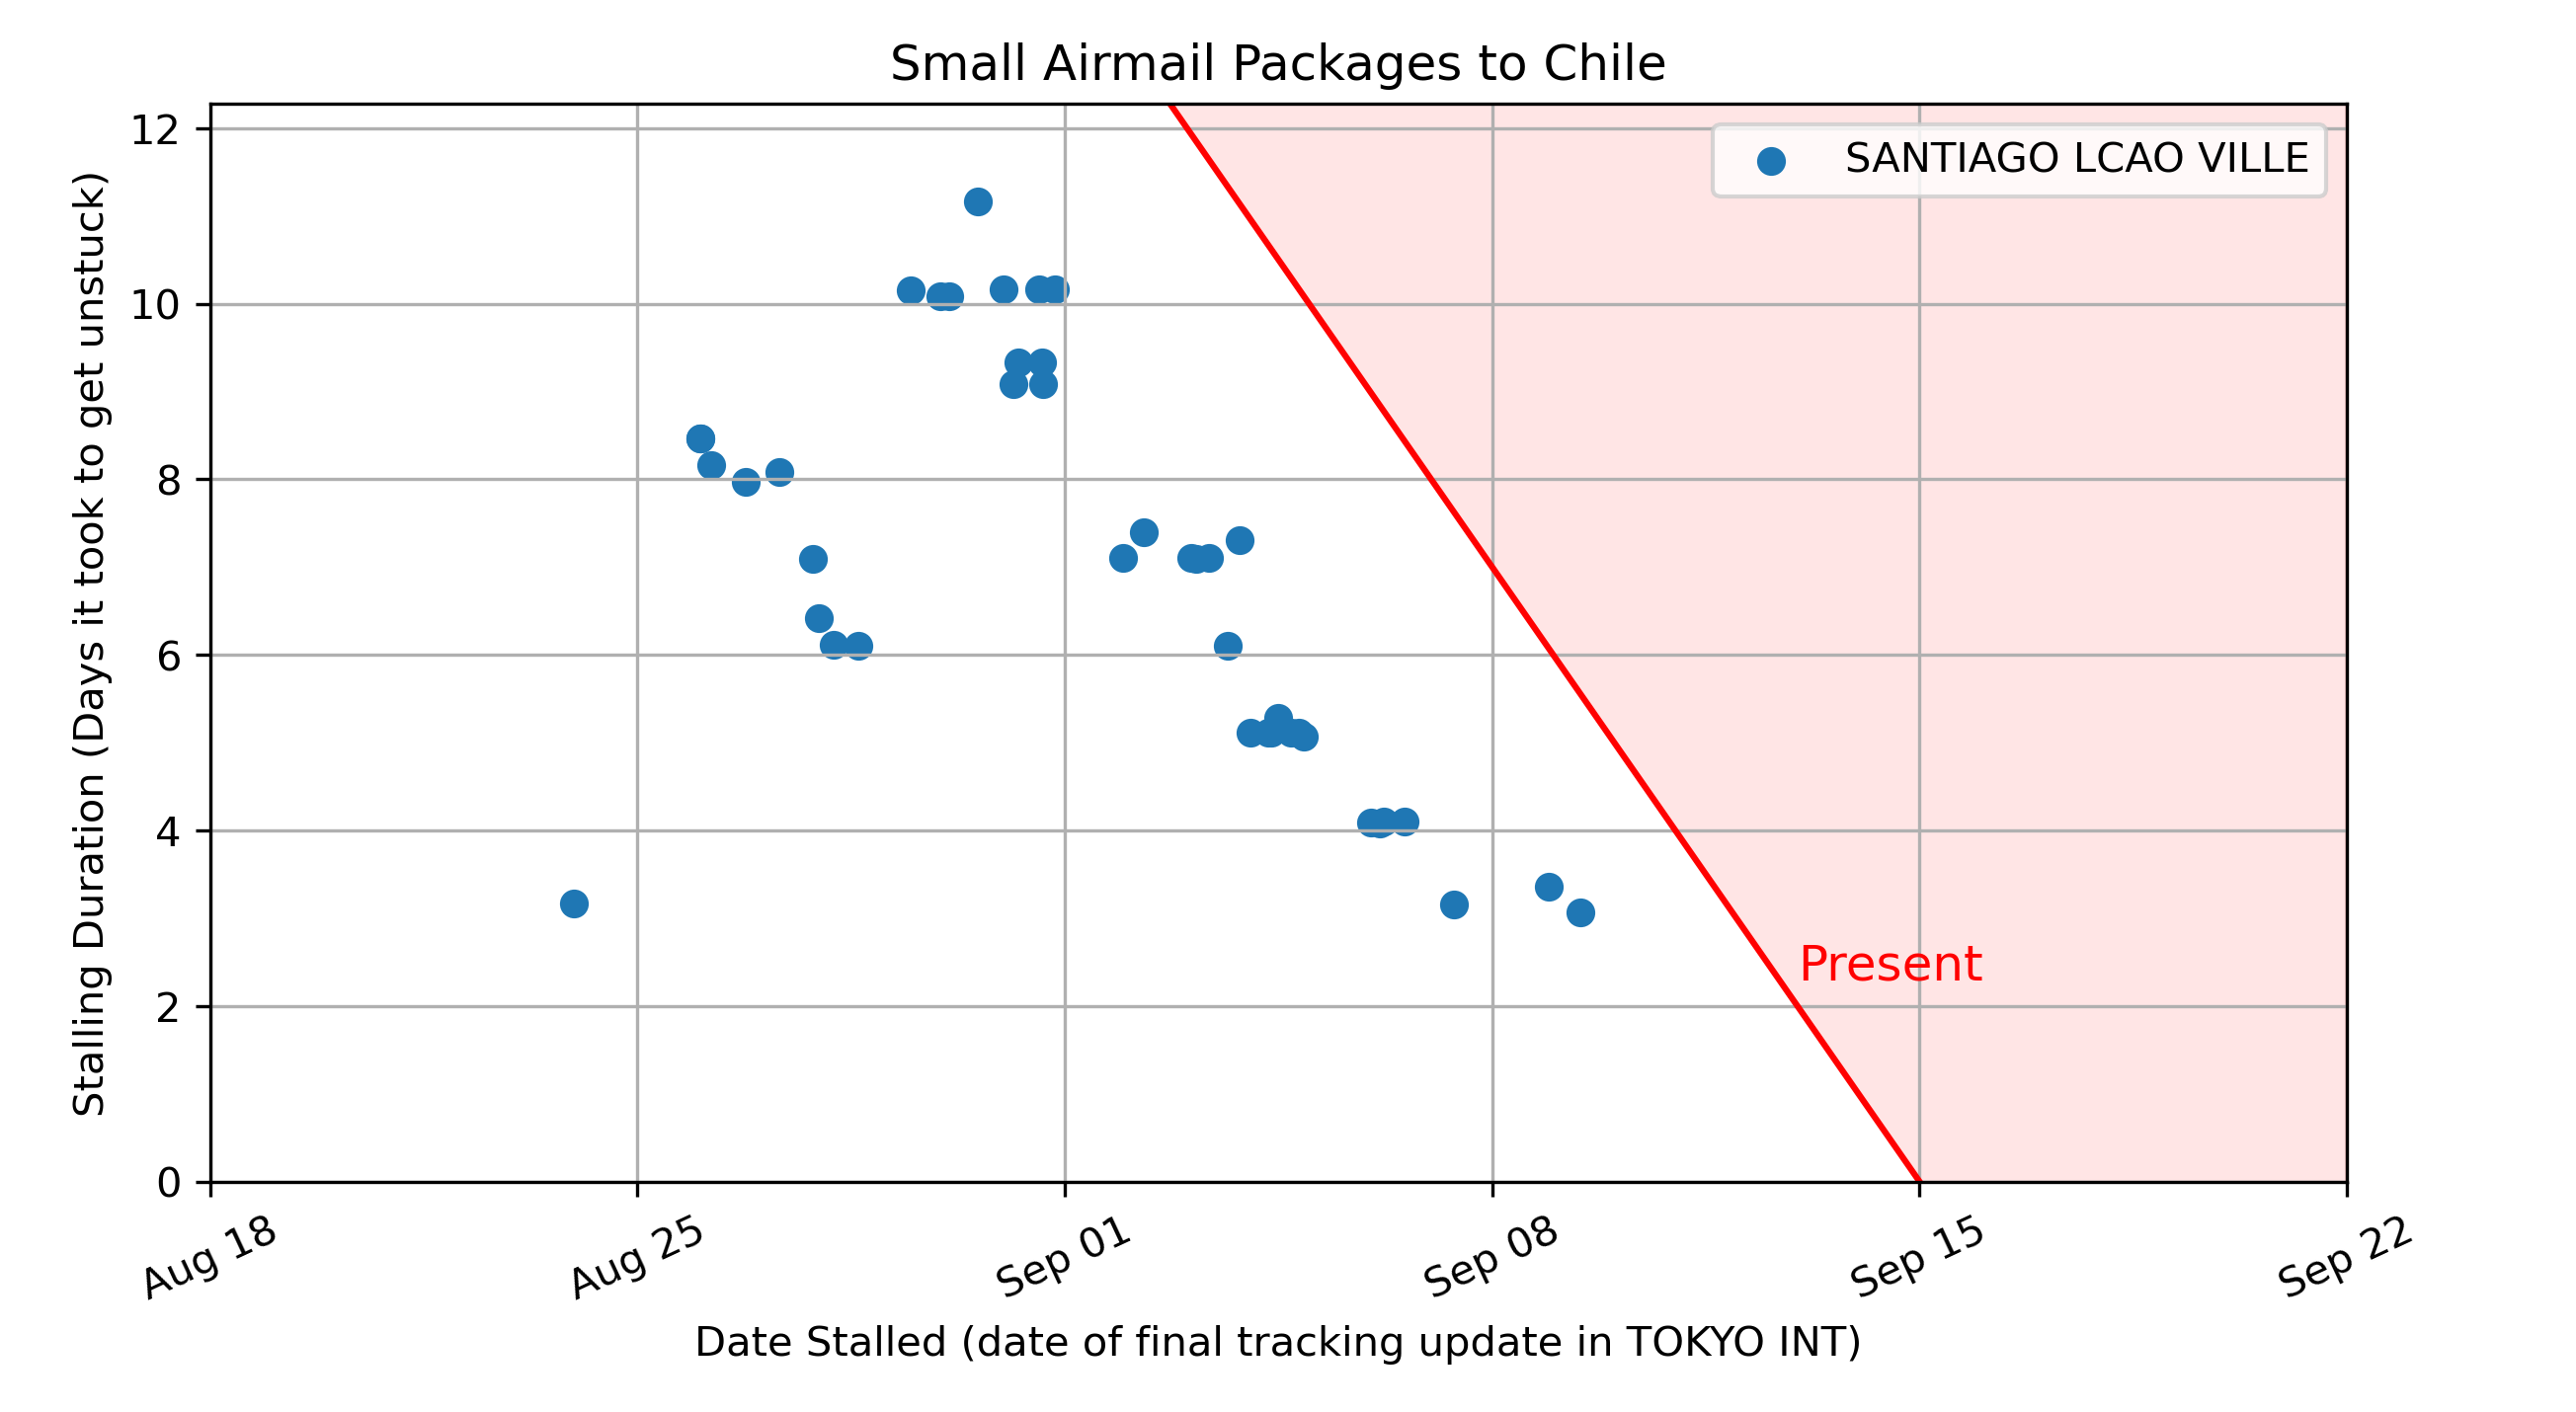 Small Airmail Packages to Chile
SANTIAGO LCAO VILLE
Stalling Duration (Days it took to get unstuck)
12
10
8
6
4
2
0
Present
Aug 18
Aug 25
Sep 01
Sep 08
Sep 15
Sep 22
Date Stalled (date of final tracking update in TOKYO INT)